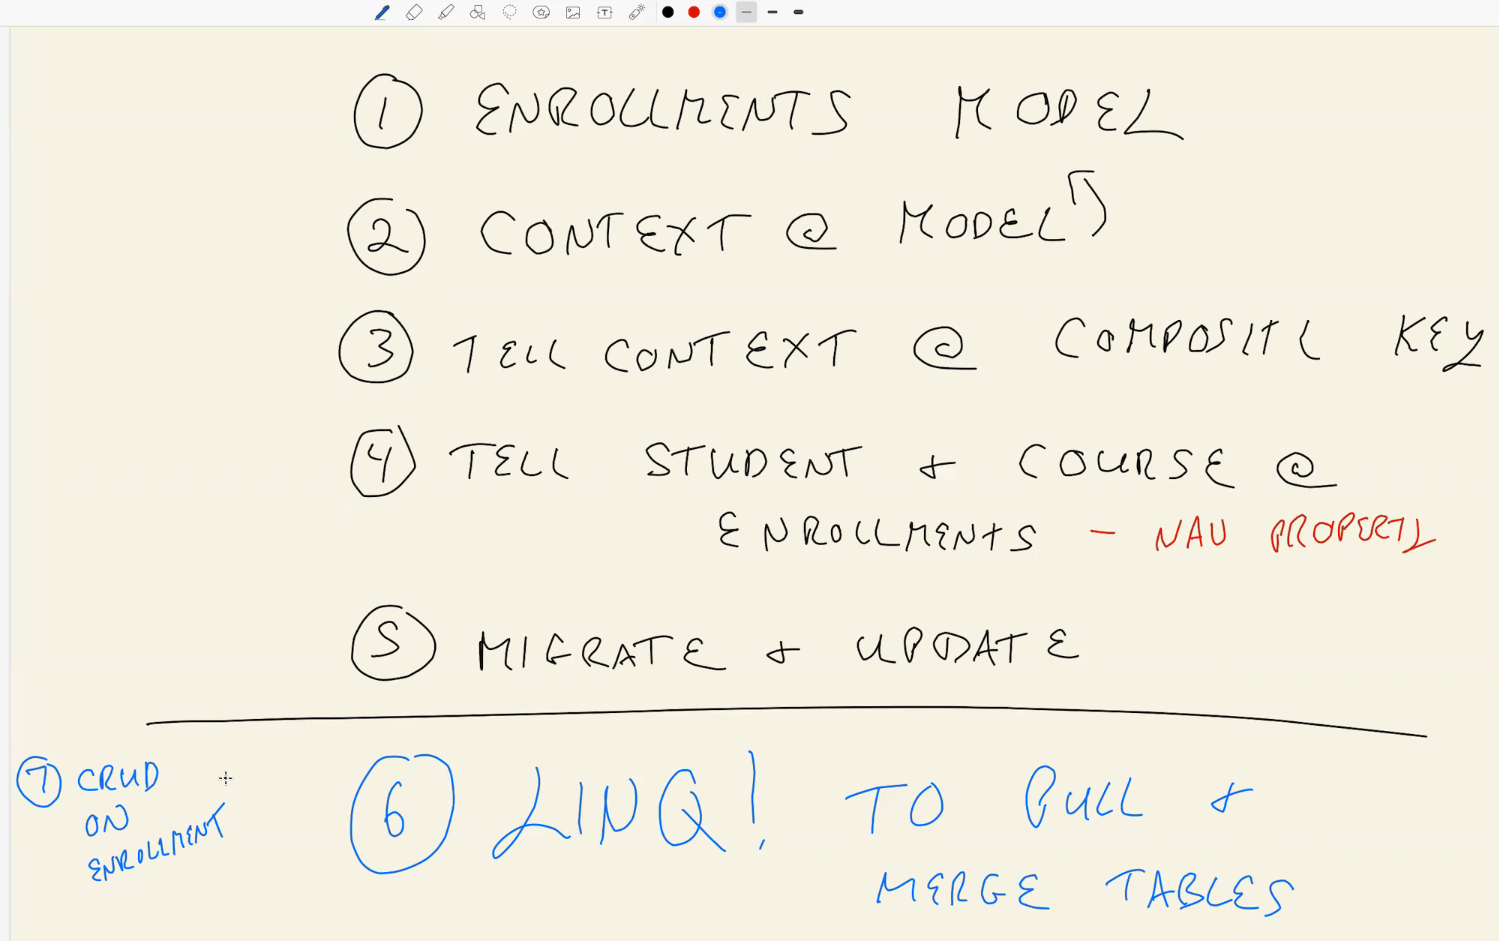 1 ENROLLMENTS MODEL
2 CONTEXT @ MODEL
3 TELL CONTEXT @ COMPOSITE KEY
4 TELL STUDENT + COURSE @
ENROLLMENTS - NAV PROPERTY
5 MIGRATE + UPDATE
6 LINQ! TO PULL +
MERGE TABLES
7 CRUD
ON
ENROLLMENT